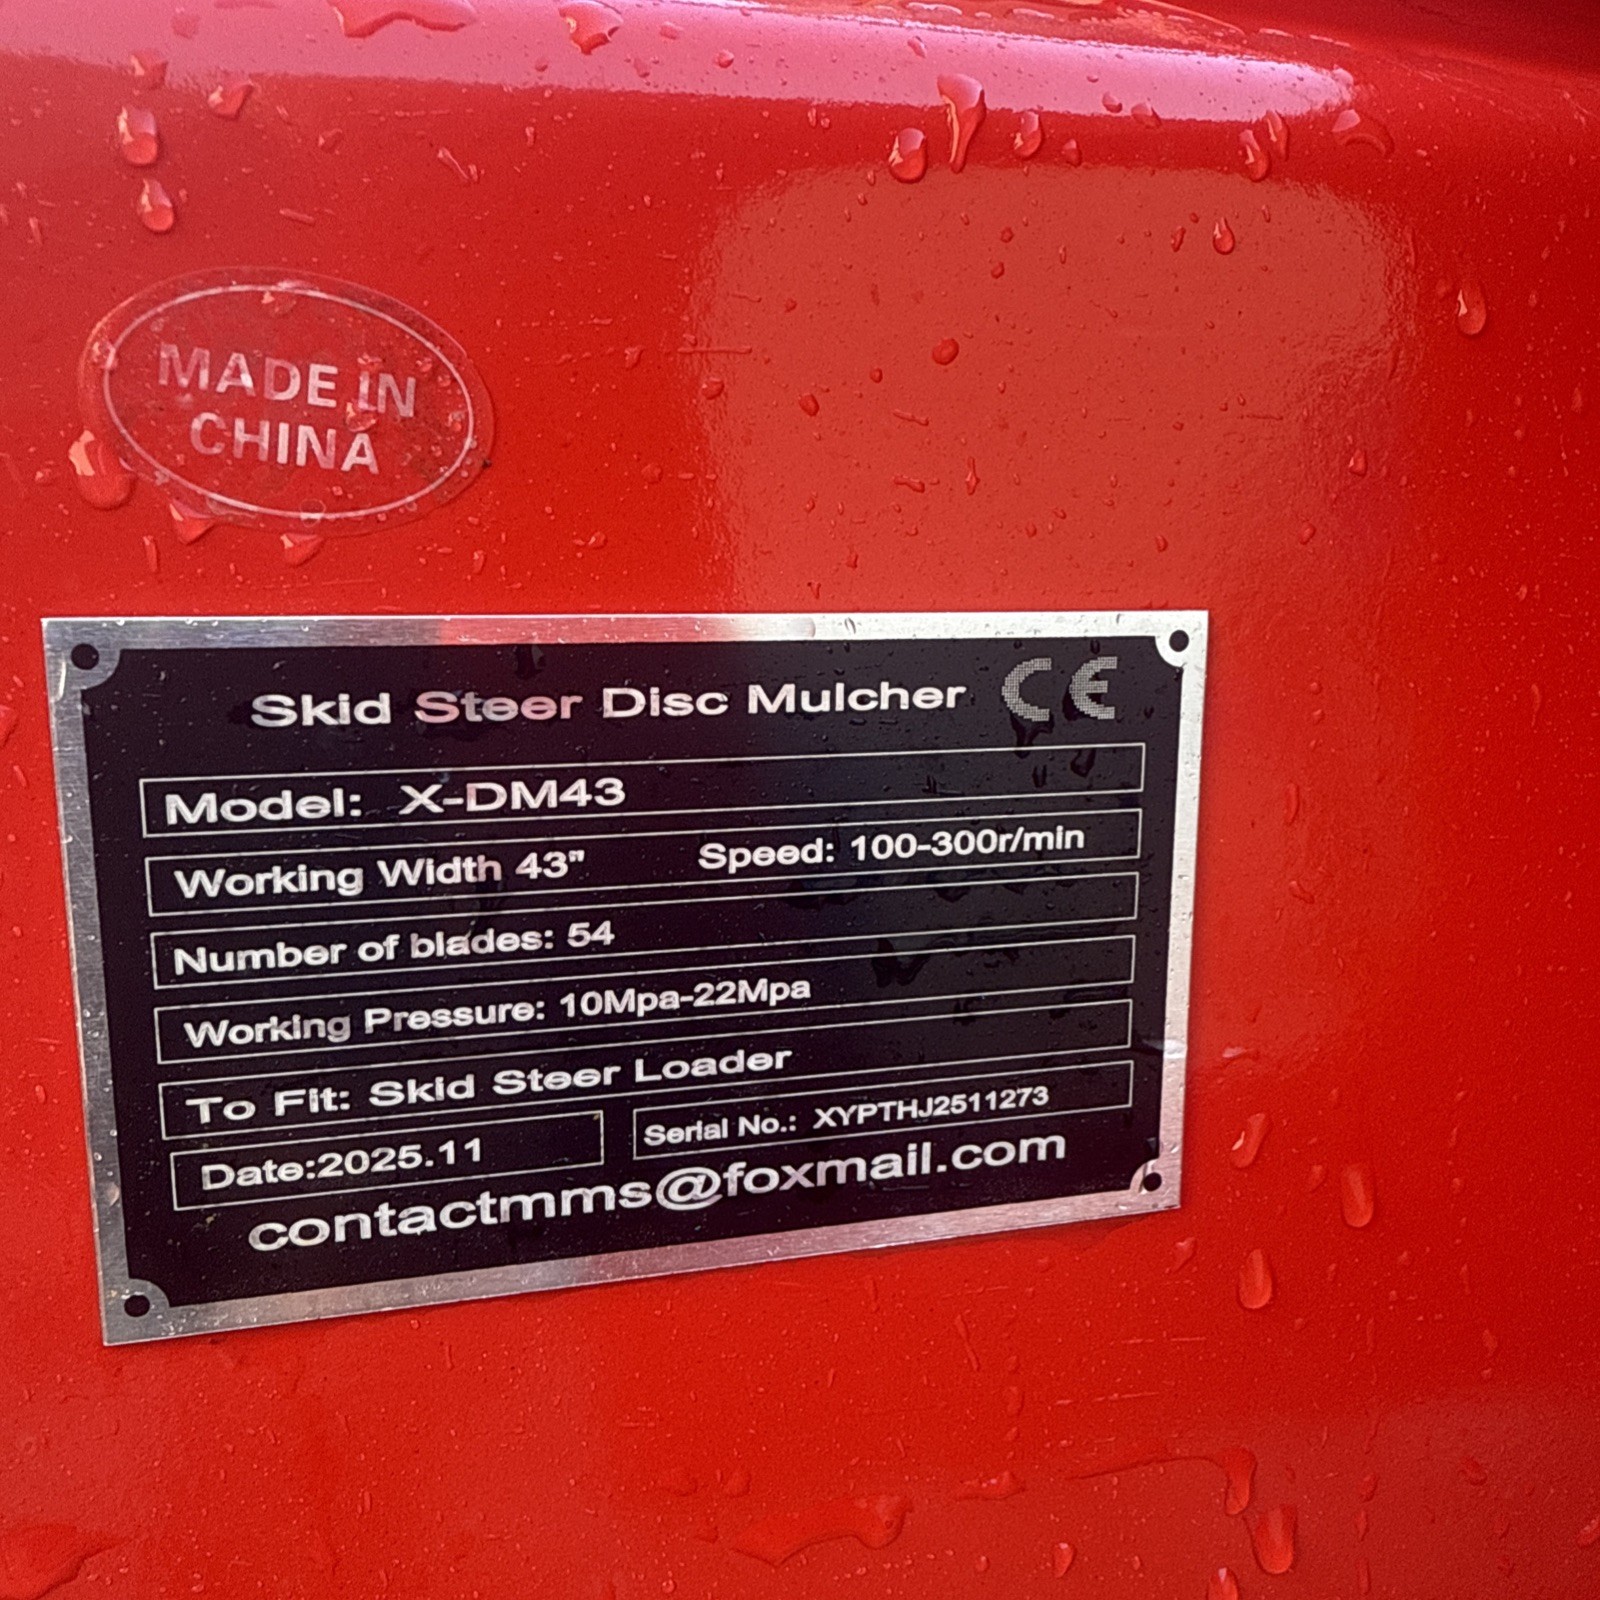 MADE IN
CHINA
Skid Steer Disc Mulcher CE
Model: X-DM43
Working Width 43" Speed: 100-300r/min
Number of blades: 54
Working Pressure: 10Mpa-22Mpa
To Fit: Skid Steer Loader
Date:2025.11 Serial No.: XYPTHJ2511273
contactmms@foxmail.com